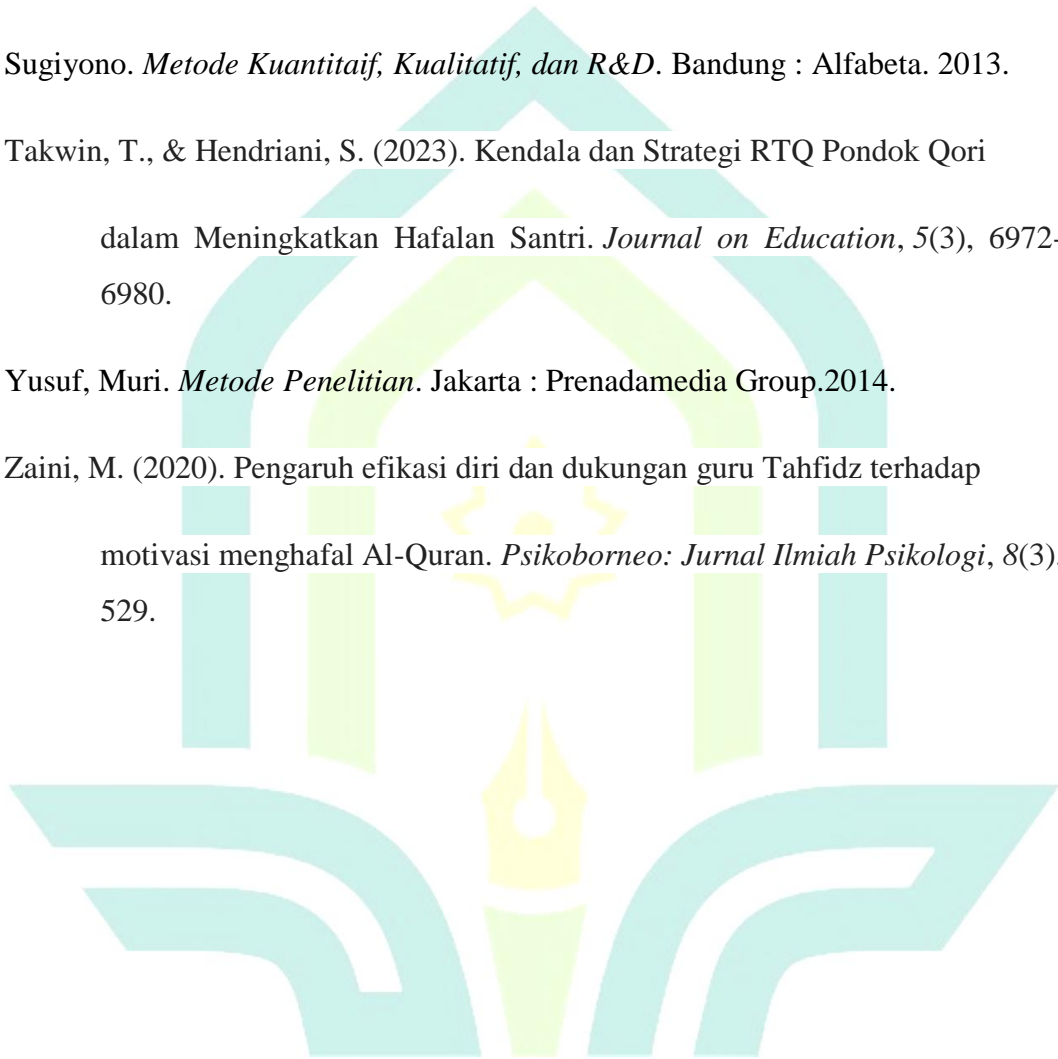 Sugiyono. Metode Kuantitaif, Kualitatif, dan R&D. Bandung : Alfabeta. 2013.
Takwin, T., & Hendriani, S. (2023). Kendala dan Strategi RTQ Pondok Qori
dalam Meningkatkan Hafalan Santri. Journal on Education, 5(3), 6972-
6980.
Yusuf, Muri. Metode Penelitian. Jakarta : Prenadamedia Group.2014.
Zaini, M. (2020). Pengaruh efikasi diri dan dukungan guru Tahfidz terhadap
motivasi menghafal Al-Quran. Psikoborneo: Jurnal Ilmiah Psikologi, 8(3).
529.